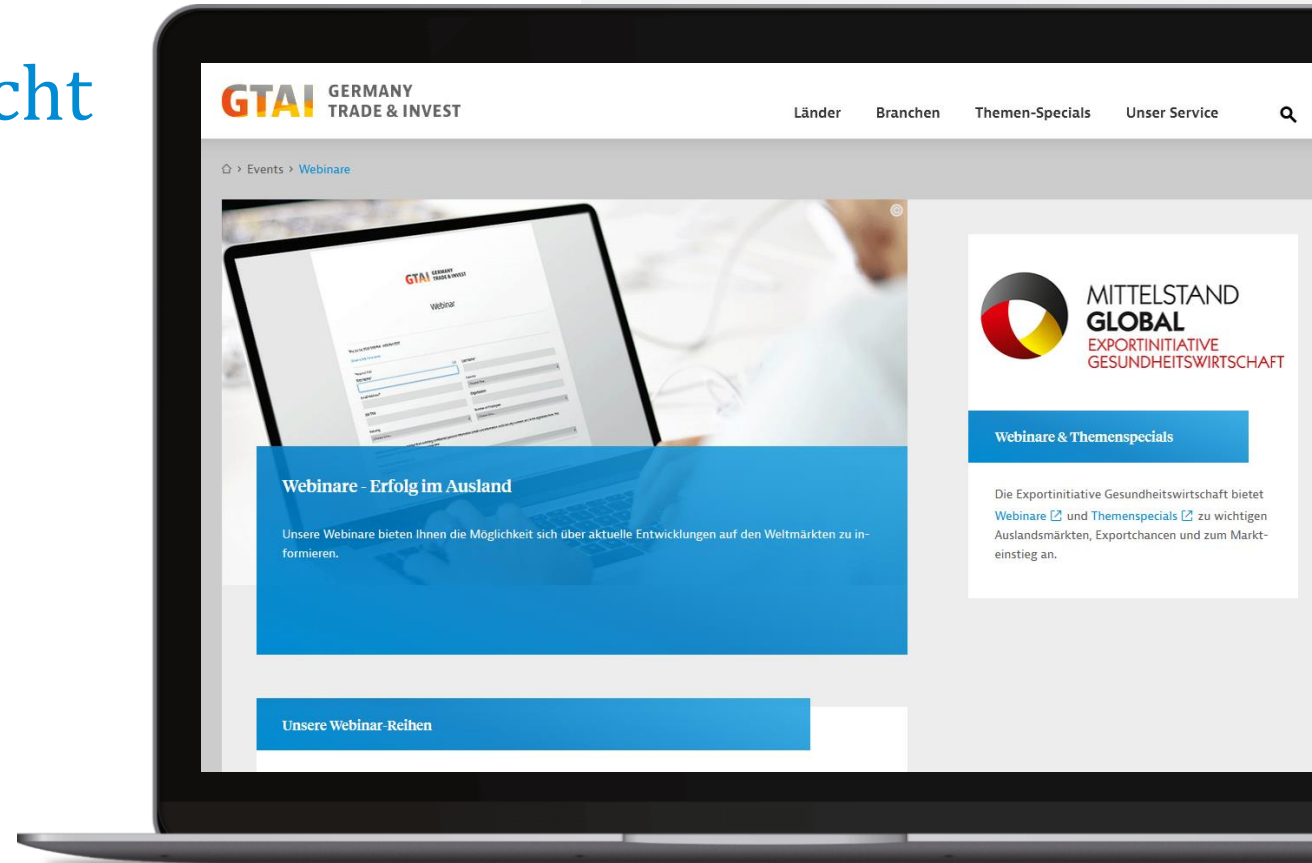 cht
GTAI GERMANY
TRADE & INVEST
Länder Branchen Themen-Specials Unser Service
Events › Webinare
©
GTAI GERMANY
TRADE & INVEST
Webinar
MITTELSTAND
GLOBAL
EXPORTINITIATIVE
GESUNDHEITSWIRTSCHAFT
Webinare - Erfolg im Ausland
Unsere Webinare bieten Ihnen die Möglichkeit sich über aktuelle Entwicklungen auf den Weltmärkten zu in-
formieren.
Webinare & Themenspecials
Die Exportinitiative Gesundheitswirtschaft bietet
Webinare und Themenspecials zu wichtigen
Auslandsmärkten, Exportchancen und zum Markt-
einstieg an.
Unsere Webinar-Reihen